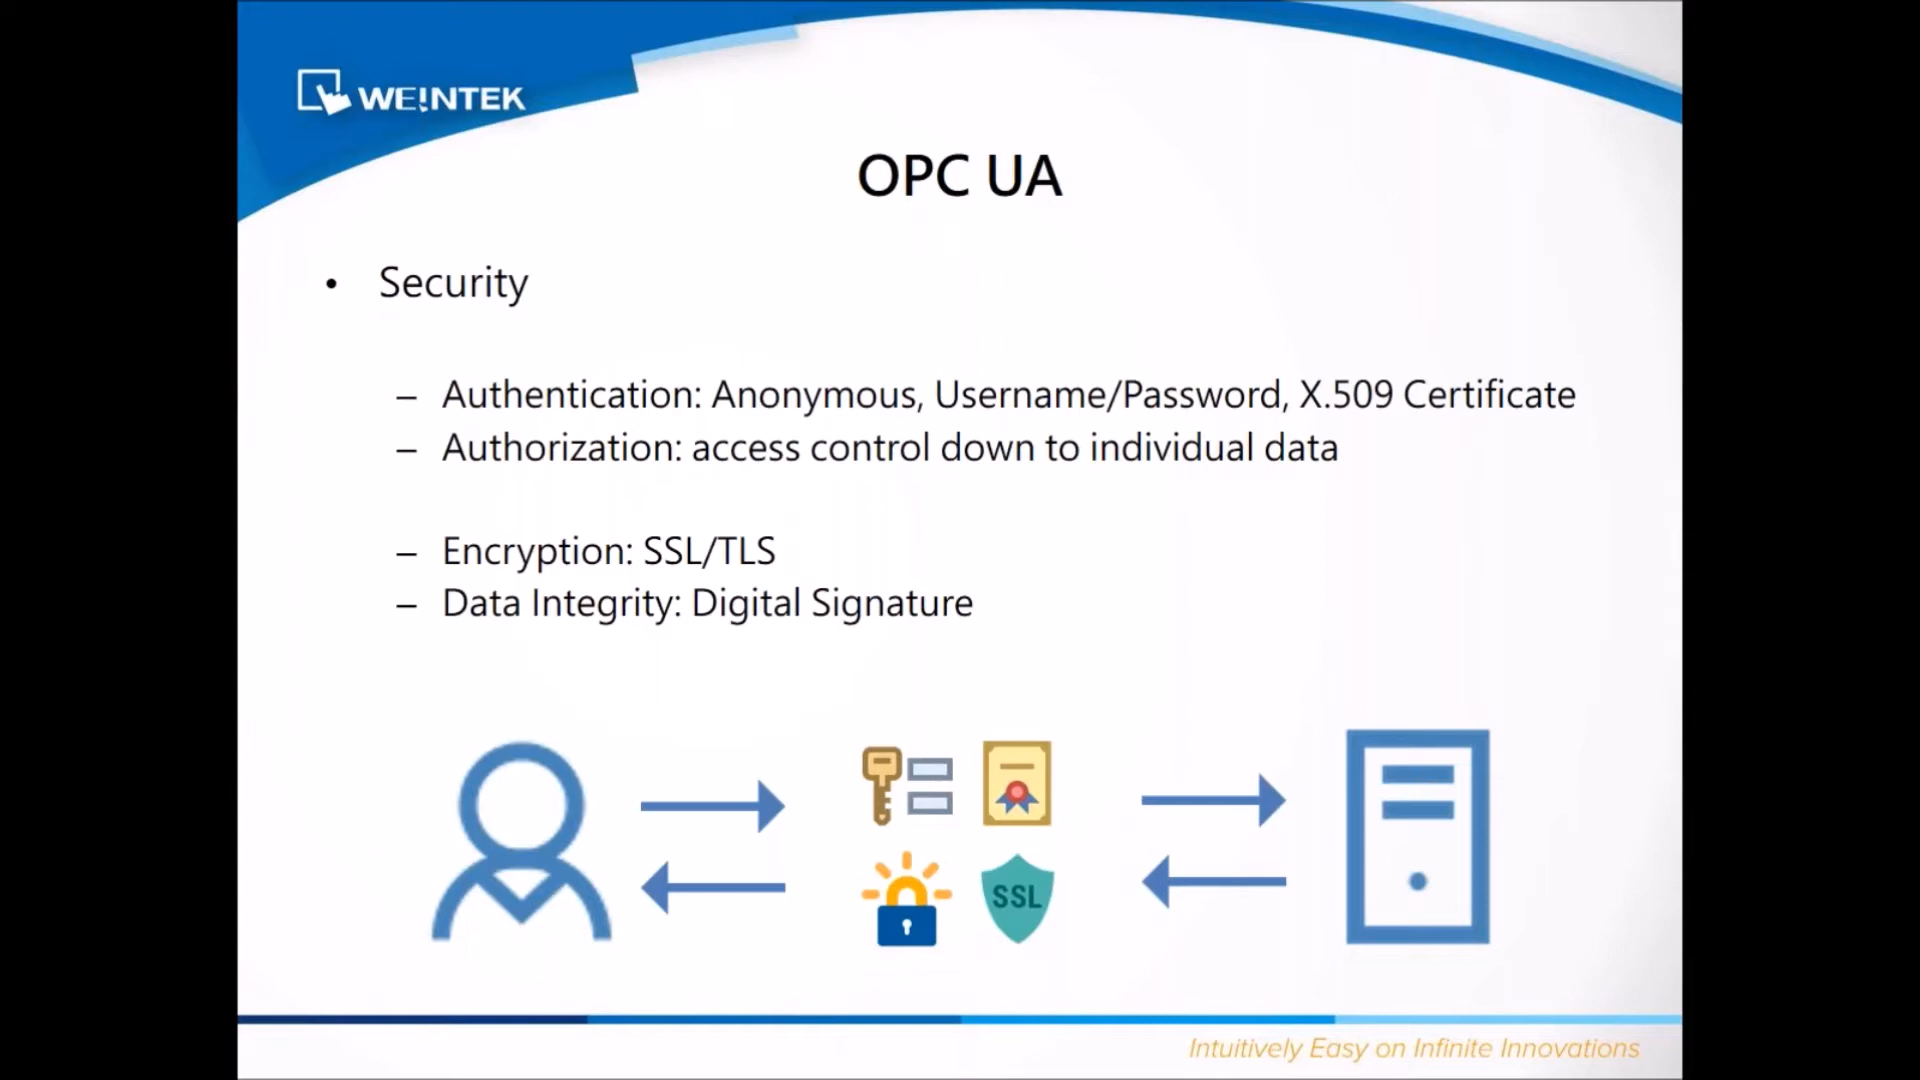 WE!NTEK
OPC UA
• Security
– Authentication: Anonymous, Username/Password, X.509 Certificate
– Authorization: access control down to individual data
– Encryption: SSL/TLS
– Data Integrity: Digital Signature
SSL
Intuitively Easy on Infinite Innovations